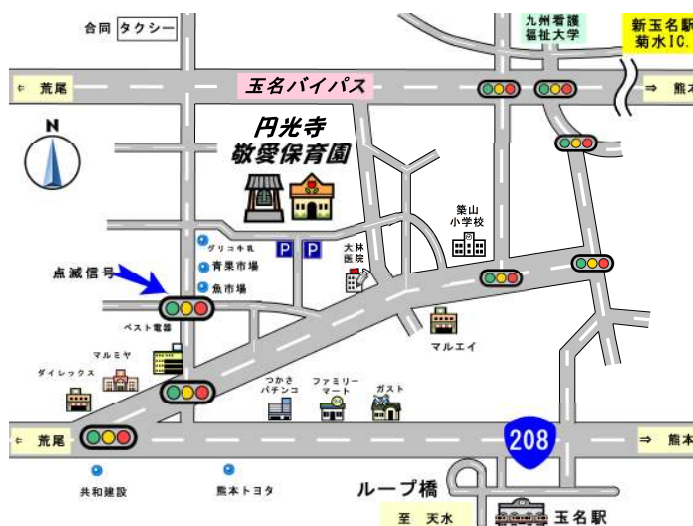 合同 タクシー
九州看護
福祉大学
新玉名駅
菊水IC.
⇐ 荒尾
玉名バイパス
⇒ 熊本
N
円光寺
敬愛保育園
築山
小学校
P P
グリコ牛乳
大林
医院
青果市場
点滅信号
魚市場
ベスト電器
マルエイ
マルミヤ
ダイレックス
つかさ
パチンコ
ファミリー
マート
ガスト
⇐ 荒尾
208
⇒ 熊本
共和建設
熊本トヨタ
ループ橋
至 天水
玉名駅